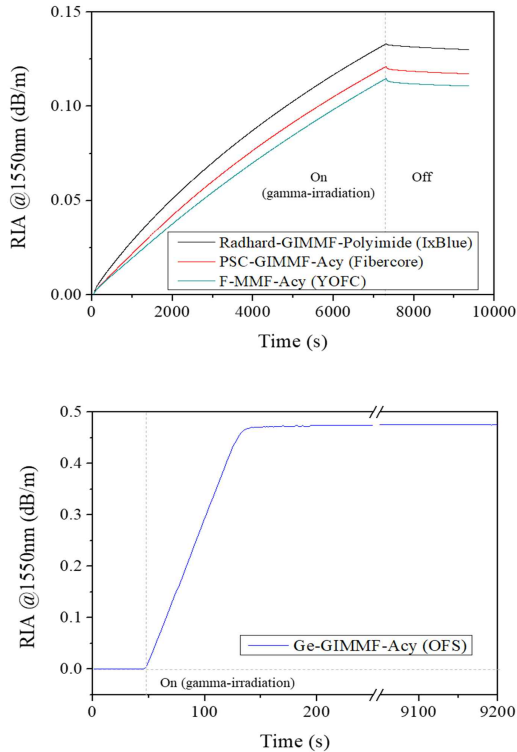 0.15
0.10
0.05
0.00
RIA @1550nm (dB/m)
On
(gamma-irradiation)
Off
Radhard-GIMMF-Polyimide (IxBlue)
PSC-GIMMF-Acy (Fibercore)
F-MMF-Acy (YOFC)
0 2000 4000 6000 8000 10000
Time (s)
0.5
0.4
0.3
0.2
0.1
0.0
RIA @1550nm (dB/m)
Ge-GIMMF-Acy (OFS)
On (gamma-irradiation)
0 100 200 9100 9200
Time (s)